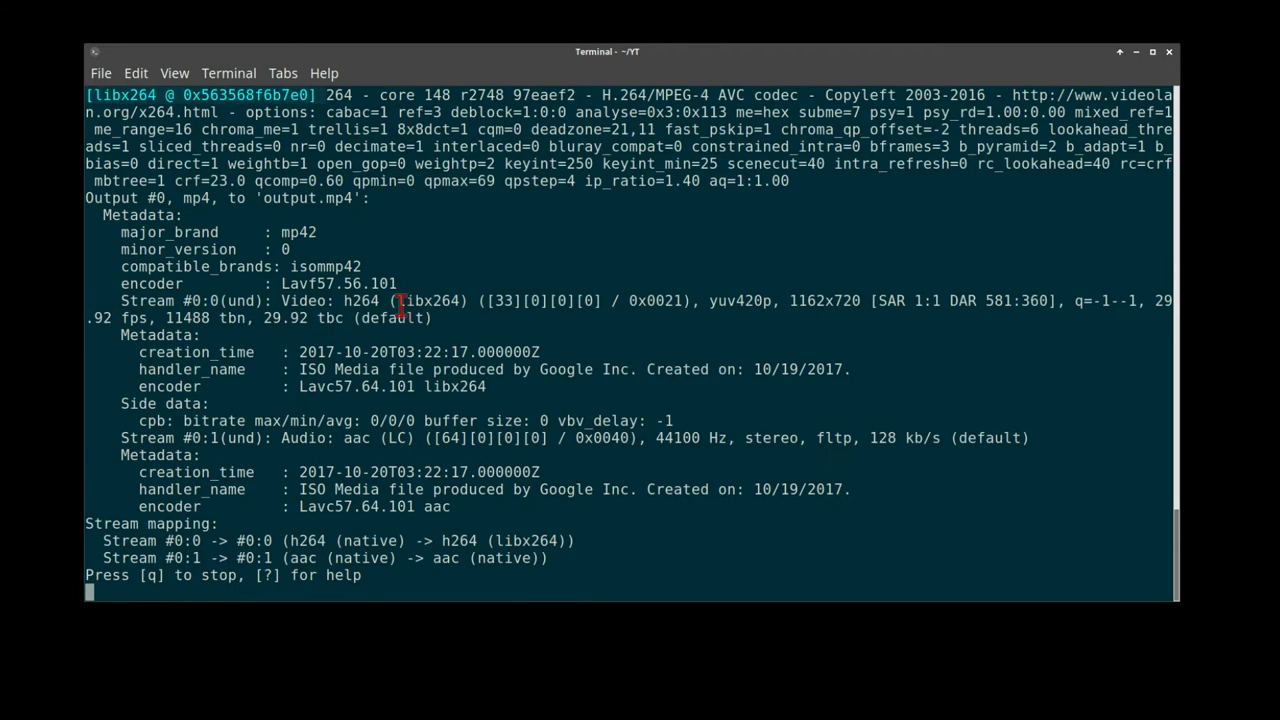 Terminal - ~/YT
File Edit View Terminal Tabs Help
[libx264 @ 0x563568f6b7e0] 264 - core 148 r2748 97eaef2 - H.264/MPEG-4 AVC codec - Copyleft 2003-2016 - http://www.videola
n.org/x264.html - options: cabac=1 ref=3 deblock=1:0:0 analyse=0x3:0x113 me=hex subme=7 psy=1 psy_rd=1.00:0.00 mixed_ref=1
me_range=16 chroma_me=1 trellis=1 8x8dct=1 cqm=0 deadzone=21,11 fast_pskip=1 chroma_qp_offset=-2 threads=6 lookahead_thre
ads=1 sliced_threads=0 nr=0 decimate=1 interlaced=0 bluray_compat=0 constrained_intra=0 bframes=3 b_pyramid=2 b_adapt=1 b_
bias=0 direct=1 weightb=1 open_gop=0 weightp=2 keyint=250 keyint_min=25 scenecut=40 intra_refresh=0 rc_lookahead=40 rc=crf
mbtree=1 crf=23.0 qcomp=0.60 qpmin=0 qpmax=69 qpstep=4 ip_ratio=1.40 aq=1:1.00
Output #0, mp4, to 'output.mp4':
Metadata:
major_brand     : mp42
minor_version   : 0
compatible_brands: isommp42
encoder         : Lavf57.56.101
Stream #0:0(und): Video: h264 (libx264) ([33][0][0][0] / 0x0021), yuv420p, 1162x720 [SAR 1:1 DAR 581:360], q=-1--1, 29
.92 fps, 11488 tbn, 29.92 tbc (default)
Metadata:
creation_time   : 2017-10-20T03:22:17.000000Z
handler_name    : ISO Media file produced by Google Inc. Created on: 10/19/2017.
encoder         : Lavc57.64.101 libx264
Side data:
cpb: bitrate max/min/avg: 0/0/0 buffer size: 0 vbv_delay: -1
Stream #0:1(und): Audio: aac (LC) ([64][0][0][0] / 0x0040), 44100 Hz, stereo, fltp, 128 kb/s (default)
Metadata:
creation_time   : 2017-10-20T03:22:17.000000Z
handler_name    : ISO Media file produced by Google Inc. Created on: 10/19/2017.
encoder         : Lavc57.64.101 aac
Stream mapping:
Stream #0:0 -> #0:0 (h264 (native) -> h264 (libx264))
Stream #0:1 -> #0:1 (aac (native) -> aac (native))
Press [q] to stop, [?] for help